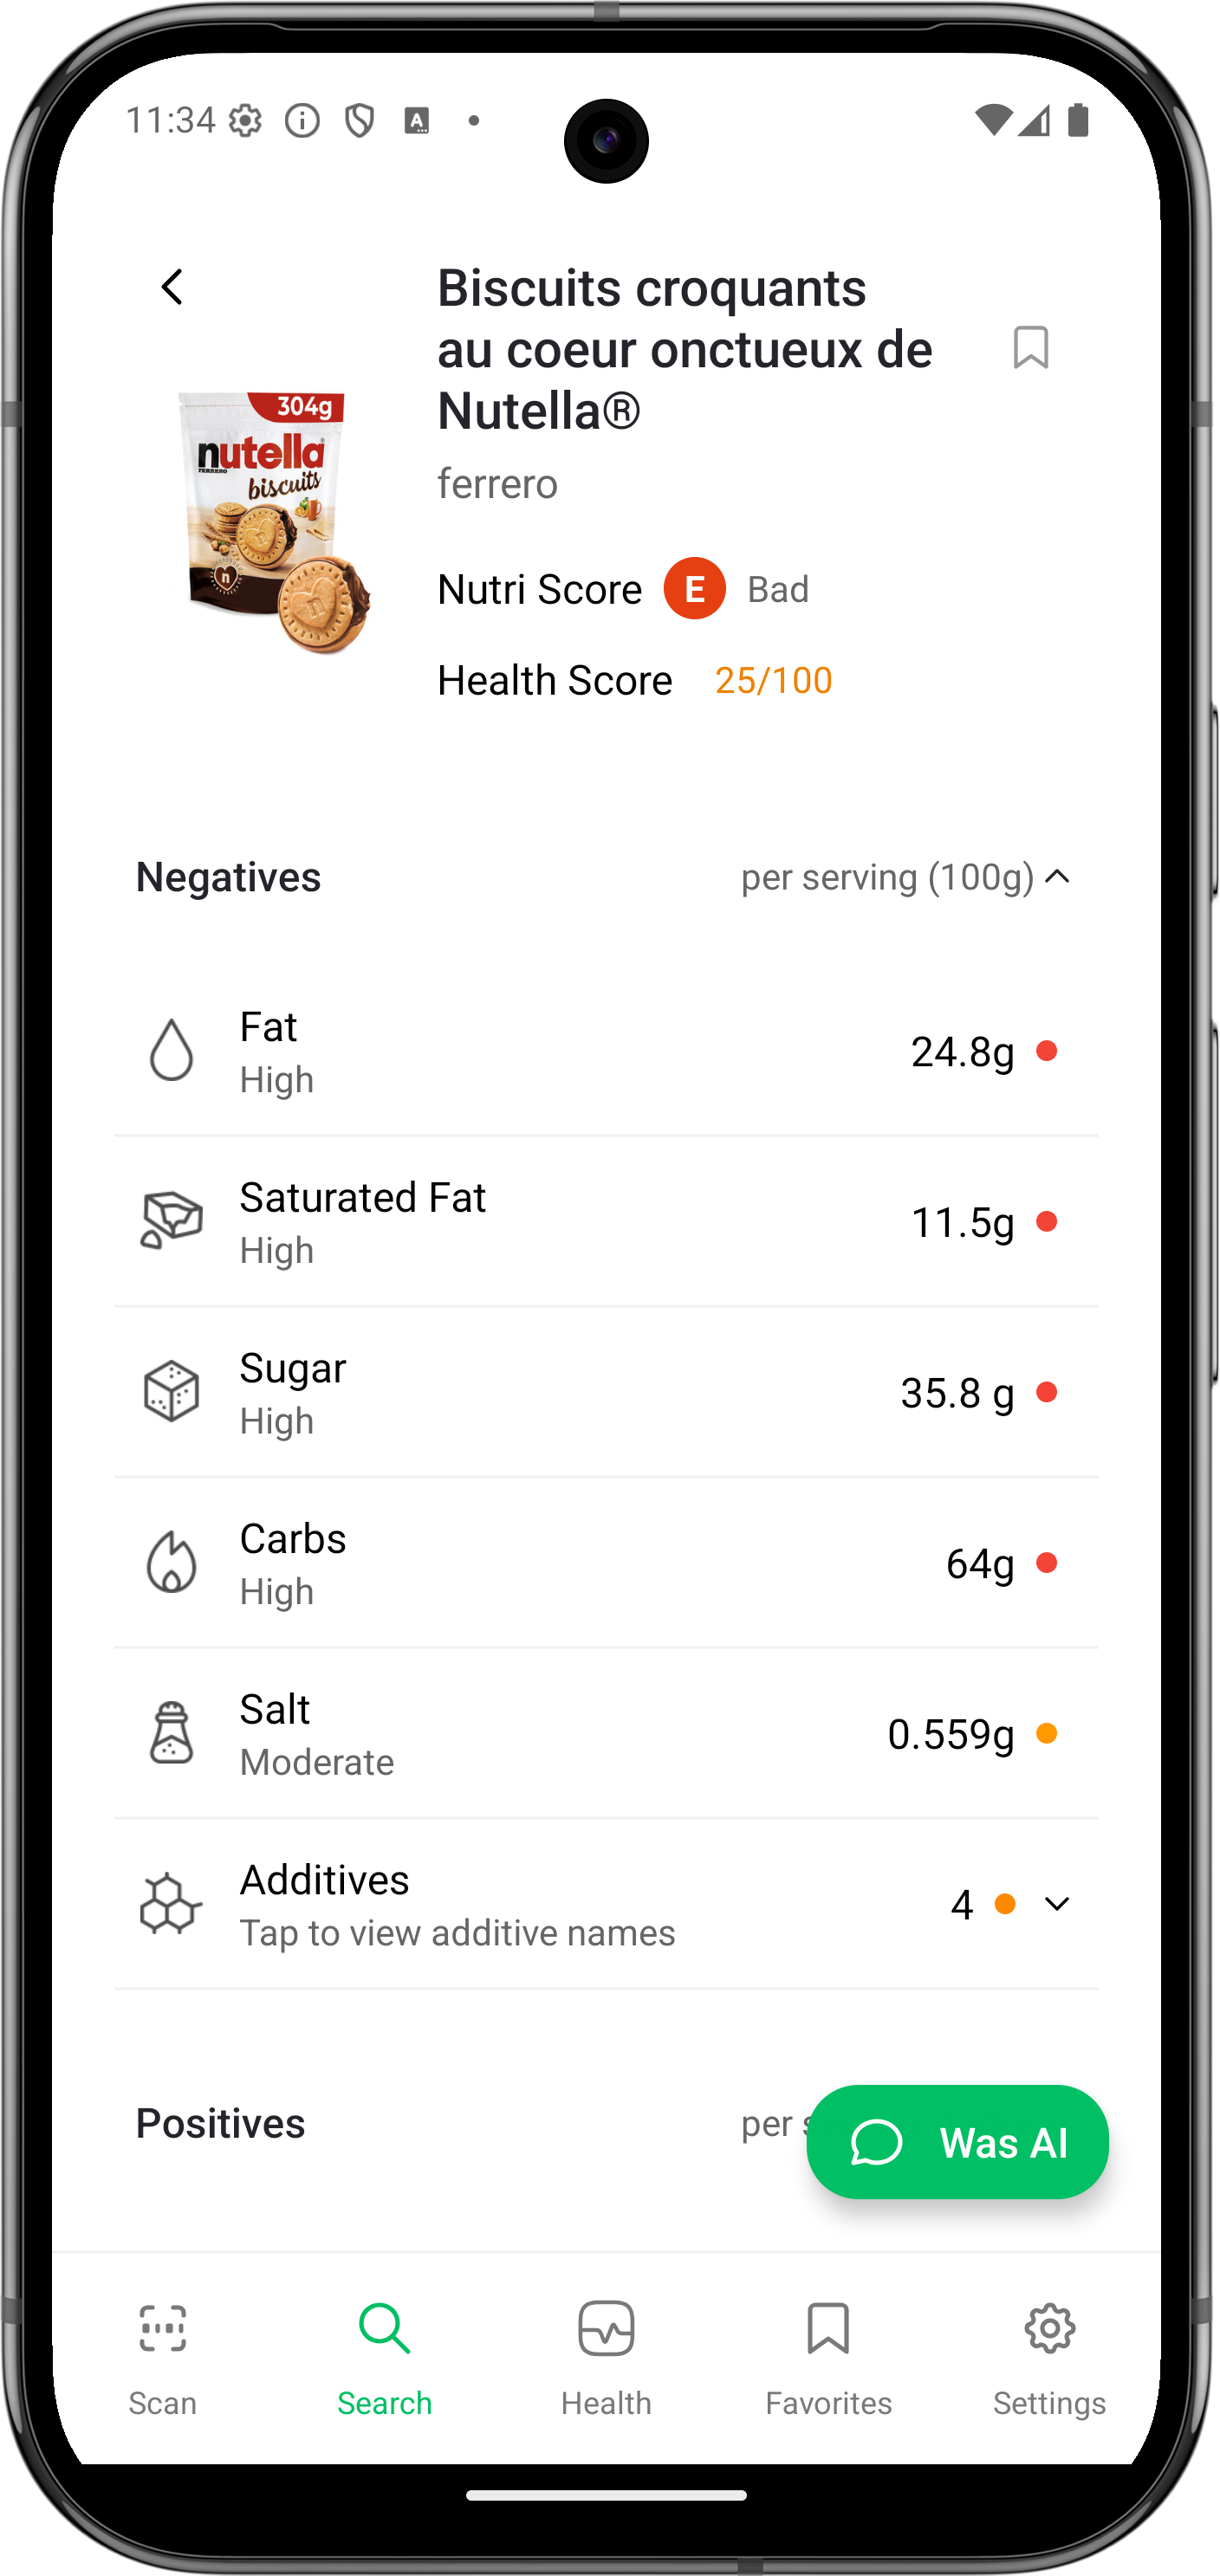 11:34
Biscuits croquants
au coeur onctueux de
Nutella®
ferrero
304g
nutella
FERRERO
biscuits
n
Nutri Score E Bad
Health Score 25/100
Negatives per serving (100g)
Fat
High
24.8g
Saturated Fat
High
11.5g
Sugar
High
35.8 g
Carbs
High
64g
Salt
Moderate
0.559g
Additives
Tap to view additive names
4
Positives per s
Was AI
Scan Search Health Favorites Settings